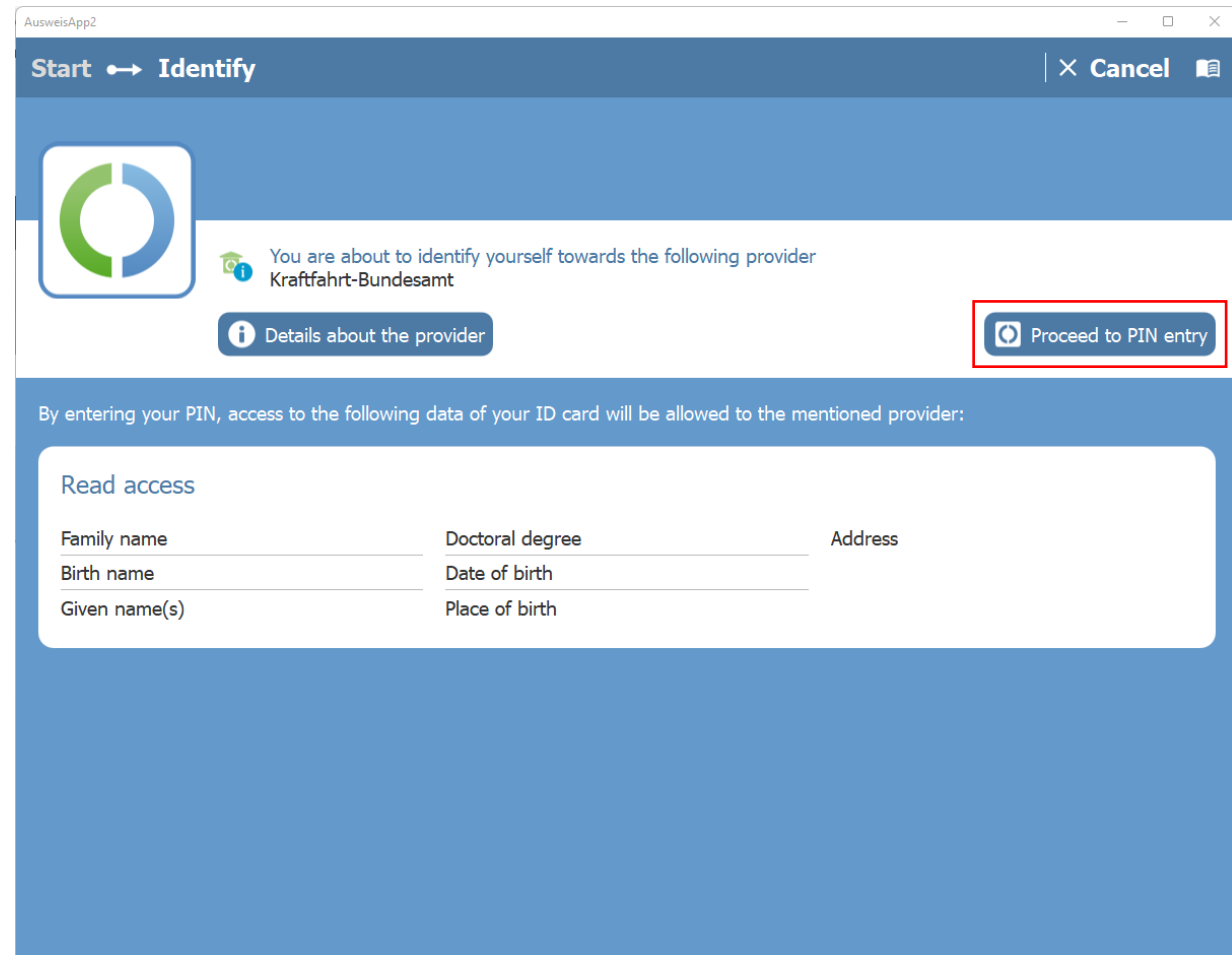 AusweisApp2
Start Identify Cancel
You are about to identify yourself towards the following provider
Kraftfahrt-Bundesamt
Details about the provider Proceed to PIN entry
By entering your PIN, access to the following data of your ID card will be allowed to the mentioned provider:
Read access
Family name Doctoral degree Address
Birth name Date of birth
Given name(s) Place of birth